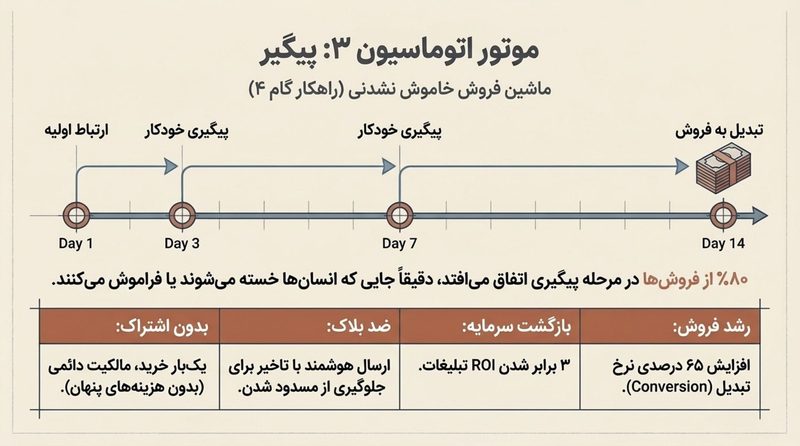 موتور اتوماسیون ۳: پیگیر
ماشین فروش خاموش نشدنی (راهکار گام ۴)
ارتباط اولیه
پیگیری خودکار
پیگیری خودکار
تبدیل به فروش
Day 1
Day 3
Day 7
Day 14
۸۰٪ از فروش‌ها در مرحله پیگیری اتفاق می‌افتد، دقیقاً جایی که انسان‌ها خسته می‌شوند یا فراموش می‌کنند.
رشد فروش:
افزایش ۶۵ درصدی نرخ
تبدیل (Conversion).
بازگشت سرمایه:
۳ برابر شدن ROI تبلیغات.
ضد بلاک:
ارسال هوشمند با تاخیر برای
جلوگیری از مسدود شدن.
بدون اشتراک:
یک‌بار خرید، مالکیت دائمی
(بدون هزینه‌های پنهان).